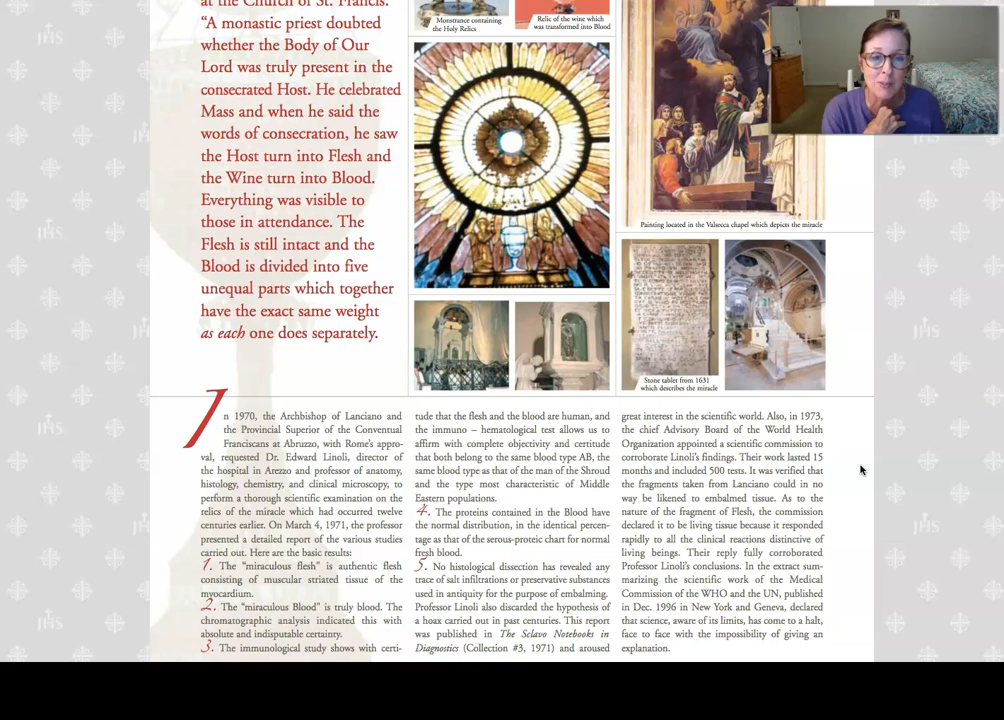 at the Church of St. Francis.
“A monastic priest doubted
whether the Body of Our
Lord was truly present in the
consecrated Host. He celebrated
Mass and when he said the
words of consecration, he saw
the Host turn into Flesh and
the Wine turn into Blood.
Everything was visible to
those in attendance. The
Flesh is still intact and the
Blood is divided into five
unequal parts which together
have the exact same weight
as each one does separately.
Monstrance containing
the Holy Relics
Relic of the wine which
was transformed into Blood
Painting located in the Valsecca chapel which depicts the miracle
Stone tablet from 1631
which describes the miracle
In 1970, the Archbishop of Lanciano and
the Provincial Superior of the Conventual
Franciscans at Abruzzo, with Rome’s appro-
val, requested Dr. Edward Linoli, director of
the hospital in Arezzo and professor of anatomy,
histology, chemistry, and clinical microscopy, to
perform a thorough scientific examination on the
relics of the miracle which had occurred twelve
centuries earlier. On March 4, 1971, the professor
presented a detailed report of the various studies
carried out. Here are the basic results:
1. The “miraculous flesh” is authentic flesh
consisting of muscular striated tissue of the
myocardium.
2. The “miraculous Blood” is truly blood. The
chromatographic analysis indicated this with
absolute and indisputable certainty.
3. The immunological study shows with certi-
tude that the flesh and the blood are human, and
the immuno – hematological test allows us to
affirm with complete objectivity and certitude
that both belong to the same blood type AB, the
same blood type as that of the man of the Shroud
and the type most characteristic of Middle
Eastern populations.
4. The proteins contained in the Blood have
the normal distribution, in the identical percen-
tage as that of the serous-proteic chart for normal
fresh blood.
5. No histological dissection has revealed any
trace of salt infiltrations or preservative substances
used in antiquity for the purpose of embalming.
Professor Linoli also discarded the hypothesis of
a hoax carried out in past centuries. This report
was published in The Sclavo Notebooks in
Diagnostics (Collection #3, 1971) and aroused
great interest in the scientific world. Also, in 1973,
the chief Advisory Board of the World Health
Organization appointed a scientific commission to
corroborate Linoli’s findings. Their work lasted 15
months and included 500 tests. It was verified that
the fragments taken from Lanciano could in no
way be likened to embalmed tissue. As to the
nature of the fragment of Flesh, the commission
declared it to be living tissue because it responded
rapidly to all the clinical reactions distinctive of
living beings. Their reply fully corroborated
Professor Linoli’s conclusions. In the extract sum-
marizing the scientific work of the Medical
Commission of the WHO and the UN, published
in Dec. 1996 in New York and Geneva, declared
that science, aware of its limits, has come to a halt,
face to face with the impossibility of giving an
explanation.